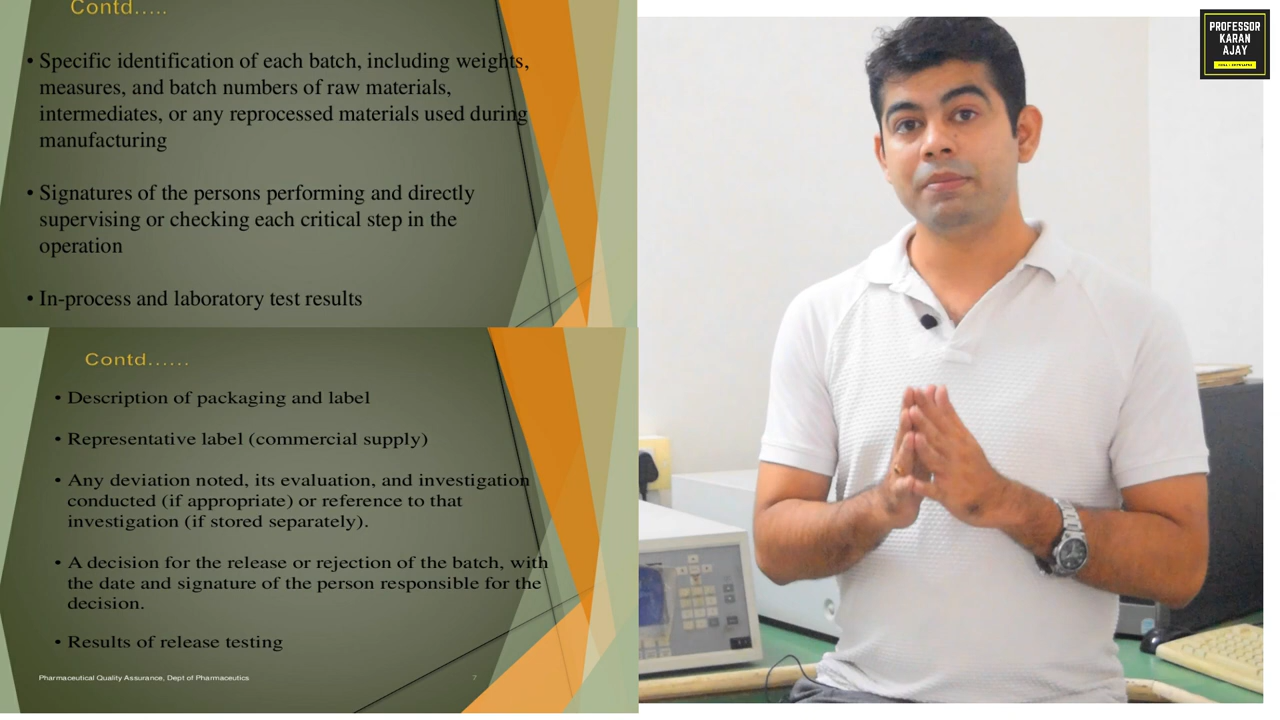 Contd.....
• Specific identification of each batch, including weights,
measures, and batch numbers of raw materials,
intermediates, or any reprocessed materials used during
manufacturing
• Signatures of the persons performing and directly
supervising or checking each critical step in the
operation
• In-process and laboratory test results
Contd......
• Description of packaging and label
• Representative label (commercial supply)
• Any deviation noted, its evaluation, and investigation
conducted (if appropriate) or reference to that
investigation (if stored separately).
• A decision for the release or rejection of the batch, with
the date and signature of the person responsible for the
decision.
• Results of release testing
Pharmaceutical Quality Assurance, Dept of Pharmaceutics
7
PROFESSOR
KARAN
AJAY